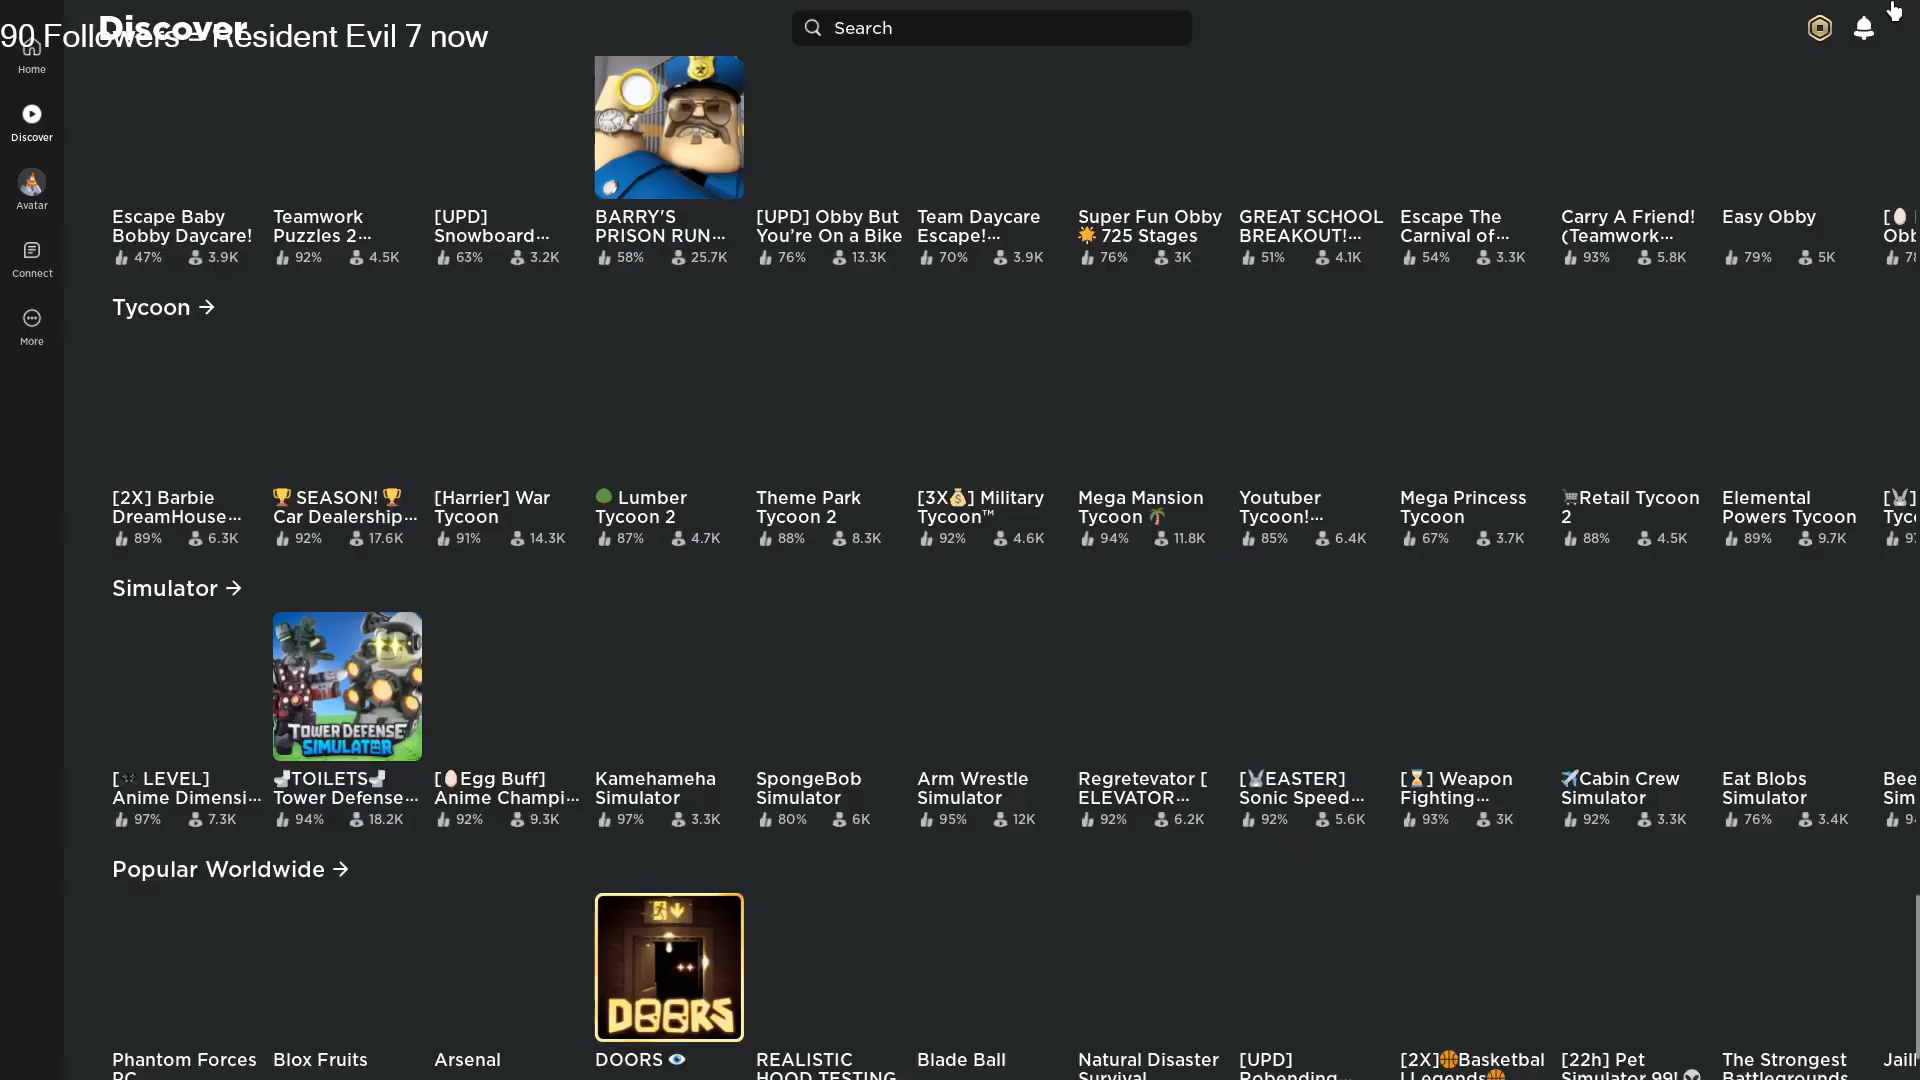 Discover
90 Followers = Resident Evil 7 now
Search
Home
Discover
Avatar
Connect
More
Escape Baby
Bobby Daycare!
47% 3.9K
Teamwork
Puzzles 2...
92% 4.5K
[UPD]
Snowboard...
63% 3.2K
BARRY'S
PRISON RUN...
58% 25.7K
[UPD] Obby But
You're On a Bike
76% 13.3K
Team Daycare
Escape!...
70% 3.9K
Super Fun Obby
🌟 725 Stages
76% 3K
GREAT SCHOOL
BREAKOUT!...
51% 4.1K
Escape The
Carnival of...
54% 3.3K
Carry A Friend!
(Teamwork...
93% 5.8K
Easy Obby
79% 5K
Tycoon →
[2X] Barbie
DreamHouse...
89% 6.3K
🏆 SEASON! 🏆
Car Dealership...
92% 17.6K
[Harrier] War
Tycoon
91% 14.3K
🟢 Lumber
Tycoon 2
87% 4.7K
Theme Park
Tycoon 2
88% 8.3K
[3X💰] Military
Tycoon™
92% 4.6K
Mega Mansion
Tycoon 🌴
94% 11.8K
Youtuber
Tycoon!...
85% 6.4K
Mega Princess
Tycoon
67% 3.7K
🛒Retail Tycoon
2
88% 4.5K
Elemental
Powers Tycoon
89% 9.7K
Simulator →
TOWER DEFENSE
SIMULATOR
[ LEVEL]
Anime Dimensi...
97% 7.3K
🚽TOILETS🚽
Tower Defense...
94% 18.2K
[🥚Egg Buff]
Anime Champi...
92% 9.3K
Kamehameha
Simulator
97% 3.3K
SpongeBob
Simulator
80% 6K
Arm Wrestle
Simulator
95% 12K
Regretevator [
ELEVATOR...
92% 6.2K
[🐰EASTER]
Sonic Speed...
92% 5.6K
[⏳] Weapon
Fighting...
93% 3K
✈️Cabin Crew
Simulator
92% 3.3K
Eat Blobs
Simulator
76% 3.4K
Bee
Sim
Popular Worldwide →
DOORS
Phantom Forces
PC
Blox Fruits
Arsenal
DOORS 👁️
REALISTIC
HOOD TESTING
Blade Ball
Natural Disaster
Survival
[UPD]
Rebending...
[2X]🏀Basketbal
l Legends🏀
[22h] Pet
Simulator 99! 👽
The Strongest
Battlegrounds
Jail